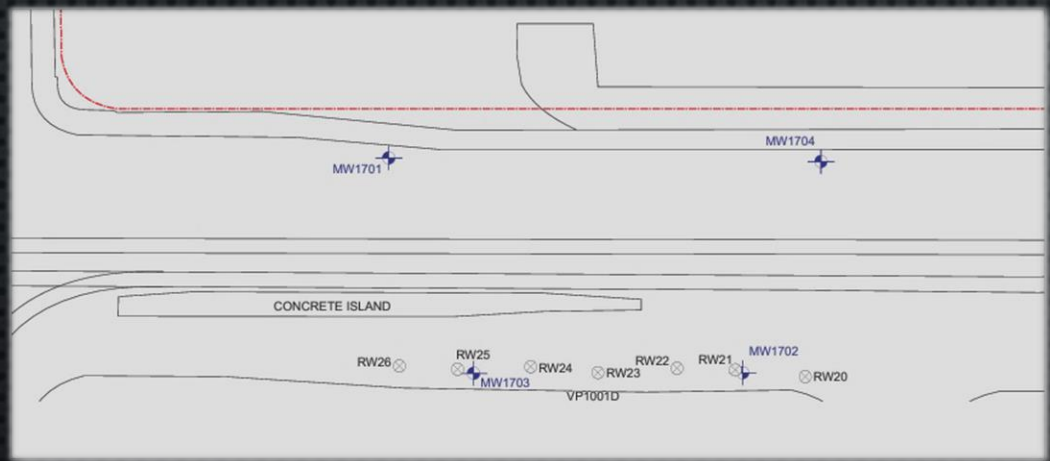 MW1704
MW1701
CONCRETE ISLAND
MW1702
RW25
RW26
RW22
RW21
RW24
RW23
RW20
MW1703
VP1001D